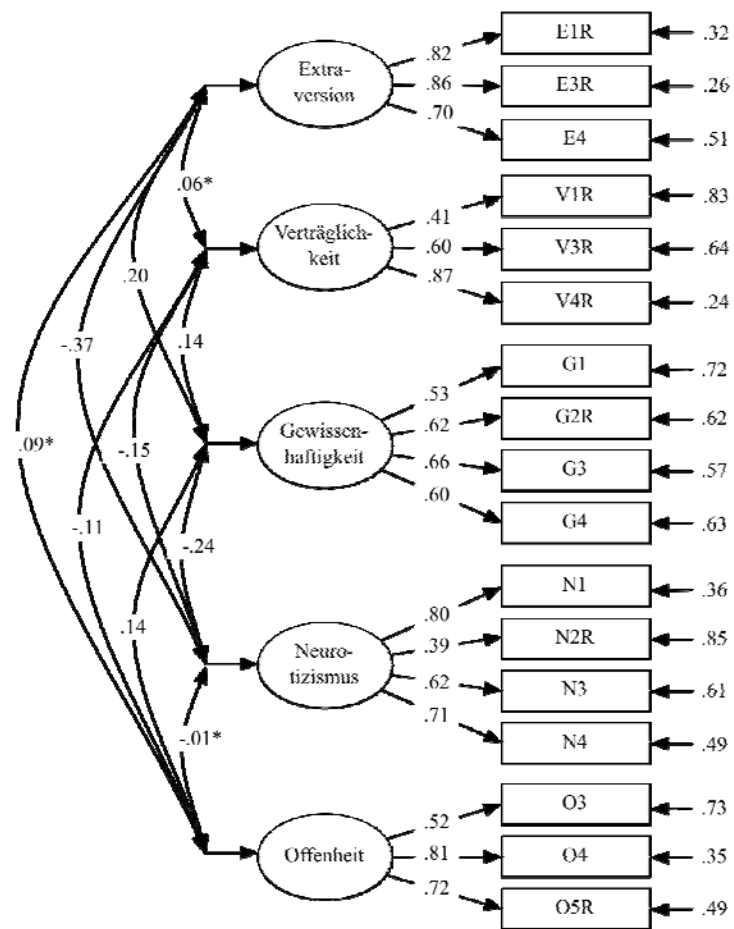 E1R
.32
.82
Extra-
version
.86
E3R
.26
.70
E4
.51
.06*
V1R
.83
.41
Verträglich-
keit
.60
V3R
.64
.87
V4R
.24
.20
.14
-.37
G1
.72
.53
Gewissen-
haftigkeit
.62
G2R
.62
.09*
-.15
.66
G3
.57
.60
G4
.63
-.11
-.24
N1
.36
.80
.14
Neuro-
tizismus
.39
N2R
.85
.62
N3
.61
.71
N4
.49
-.01*
O3
.73
.52
Offenheit
.81
O4
.35
.72
O5R
.49